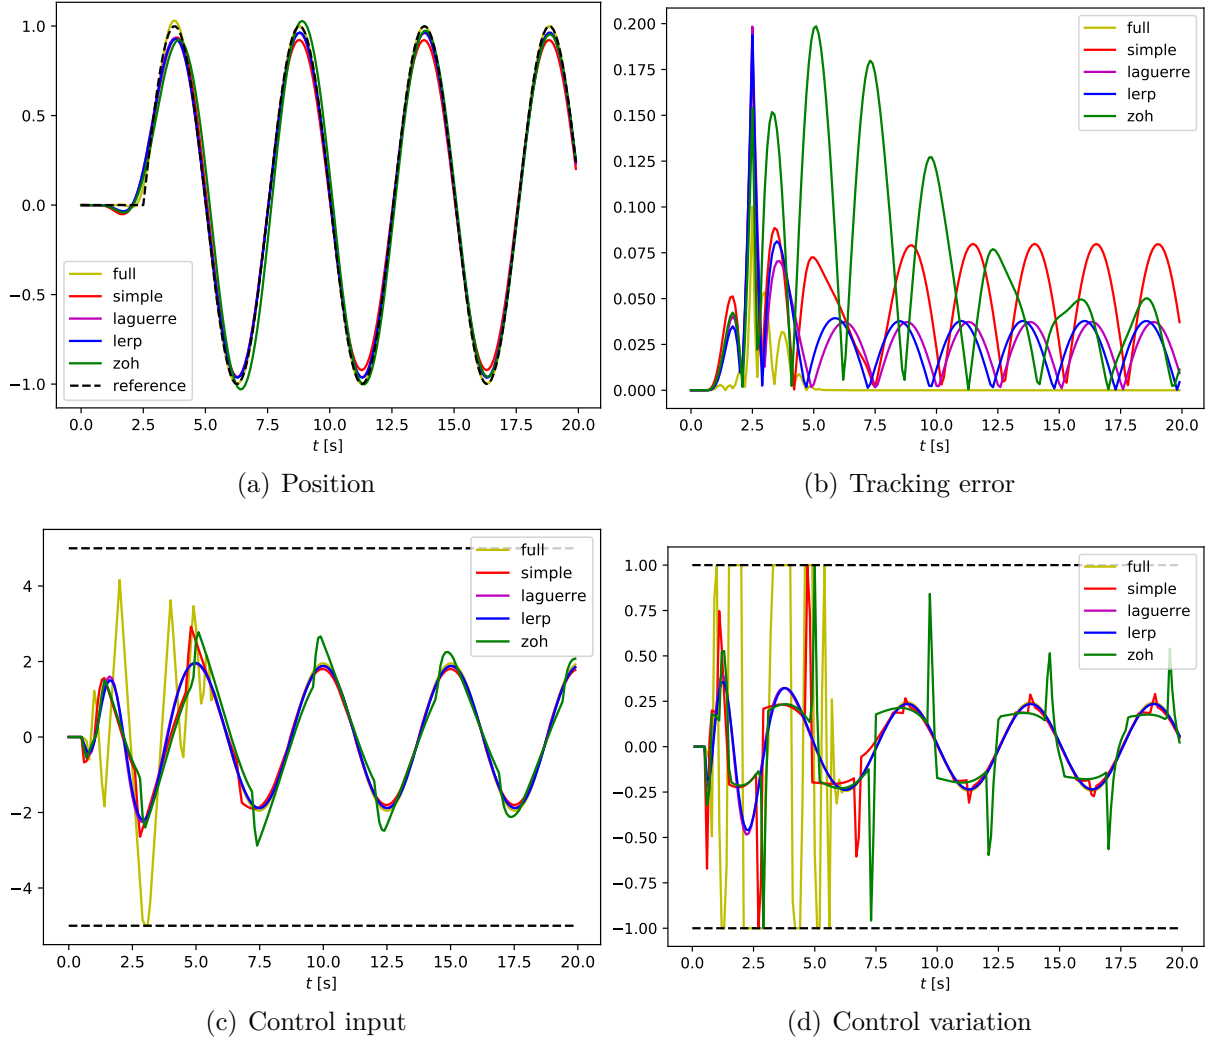 1.0
0.5
0.0
−0.5
−1.0
full
simple
laguerre
lerp
zoh
reference
0.0 2.5 5.0 7.5 10.0 12.5 15.0 17.5 20.0
t [s]
(a) Position
0.200
0.175
0.150
0.125
0.100
0.075
0.050
0.025
0.000
full
simple
laguerre
lerp
zoh
0.0 2.5 5.0 7.5 10.0 12.5 15.0 17.5 20.0
t [s]
(b) Tracking error
4
2
0
−2
−4
full
simple
laguerre
lerp
zoh
0.0 2.5 5.0 7.5 10.0 12.5 15.0 17.5 20.0
t [s]
(c) Control input
1.00
0.75
0.50
0.25
0.00
−0.25
−0.50
−0.75
−1.00
full
simple
laguerre
lerp
zoh
0.0 2.5 5.0 7.5 10.0 12.5 15.0 17.5 20.0
t [s]
(d) Control variation